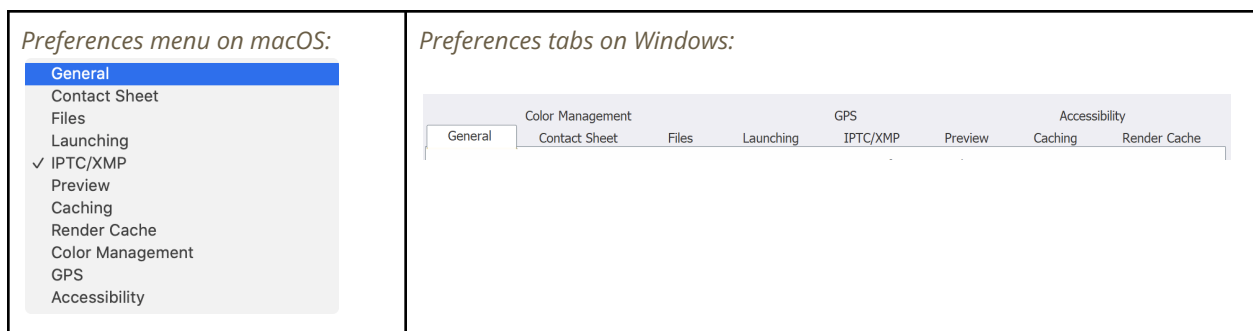 Preferences menu on macOS:
General
Contact Sheet
Files
Launching
✓ IPTC/XMP
Preview
Caching
Render Cache
Color Management
GPS
Accessibility
Preferences tabs on Windows:
Color Management GPS Accessibility
General Contact Sheet Files Launching IPTC/XMP Preview Caching Render Cache